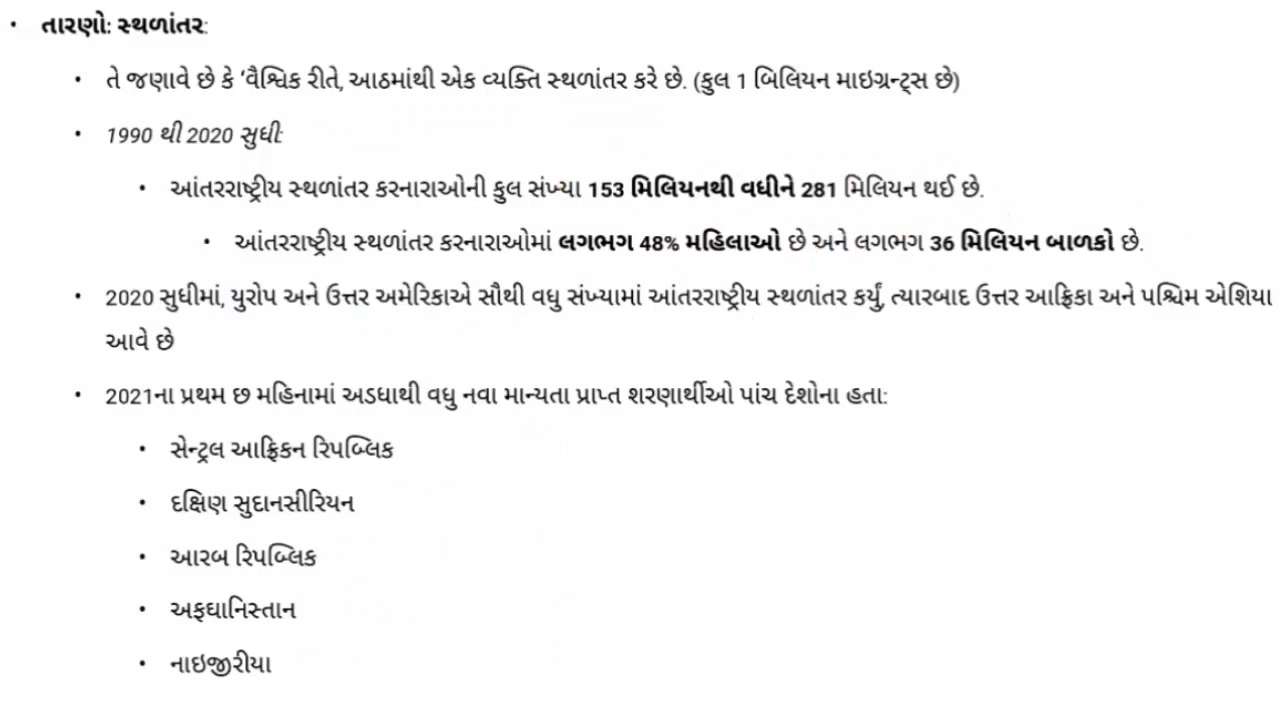 • તારણો: સ્થળાંતર:
• તે જણાવે છે કે ‘વૈશ્વિક રીતે, આઠમાંથી એક વ્યક્તિ સ્થળાંતર કરે છે. (કુલ 1 બિલિયન માઇગ્રન્ટ્સ છે)
• 1990 થી 2020 સુધી:
• આંતરરાષ્ટ્રીય સ્થળાંતર કરનારાઓની કુલ સંખ્યા 153 મિલિયનથી વધીને 281 મિલિયન થઈ છે.
• આંતરરાષ્ટ્રીય સ્થળાંતર કરનારાઓમાં લગભગ 48% મહિલાઓ છે અને લગભગ 36 મિલિયન બાળકો છે.
• 2020 સુધીમાં, યુરોપ અને ઉત્તર અમેરિકાએ સૌથી વધુ સંખ્યામાં આંતરરાષ્ટ્રીય સ્થળાંતર કર્યું, ત્યારબાદ ઉત્તર આફ્રિકા અને પશ્ચિમ એશિયા
આવે છે
• 2021ના પ્રથમ છ મહિનામાં અડધાથી વધુ નવા માન્યતા પ્રાપ્ત શરણાર્થીઓ પાંચ દેશોના હતા:
• સેન્ટ્રલ આફ્રિકન રિપબ્લિક
• દક્ષિણ સુદાનસીરિયન
• આરબ રિપબ્લિક
• અફઘાનિસ્તાન
• નાઇજીરીયા